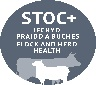 STOC+
IECHYD
PRAIDD A BUCHES
FLOCK AND HERD
HEALTH